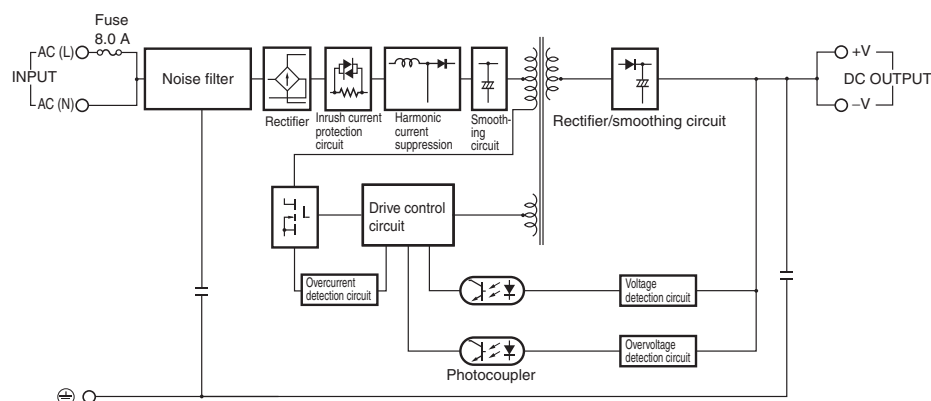 Fuse
8.0 A
AC (L)
INPUT
AC (N)
Noise filter
Rectifier
Inrush current
protection
circuit
Harmonic
current
suppression
Smooth-
ing
circuit
Rectifier/smoothing circuit
+V
DC OUTPUT
–V
Drive control
circuit
Overcurrent
detection circuit
Voltage
detection circuit
Overvoltage
detection circuit
Photocoupler